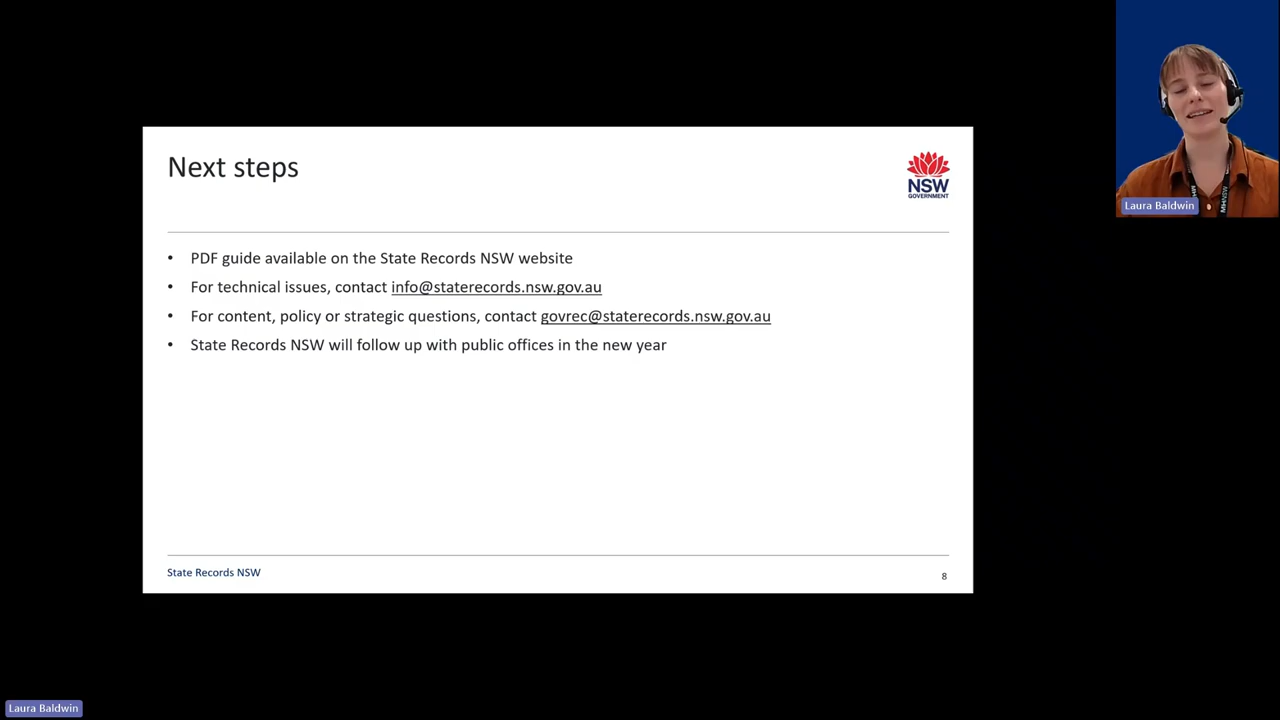 Next steps
NSW
GOVERNMENT
• PDF guide available on the State Records NSW website
• For technical issues, contact info@staterecords.nsw.gov.au
• For content, policy or strategic questions, contact govrec@staterecords.nsw.gov.au
• State Records NSW will follow up with public offices in the new year
State Records NSW
8
MHNSW
Laura Baldwin
Laura Baldwin